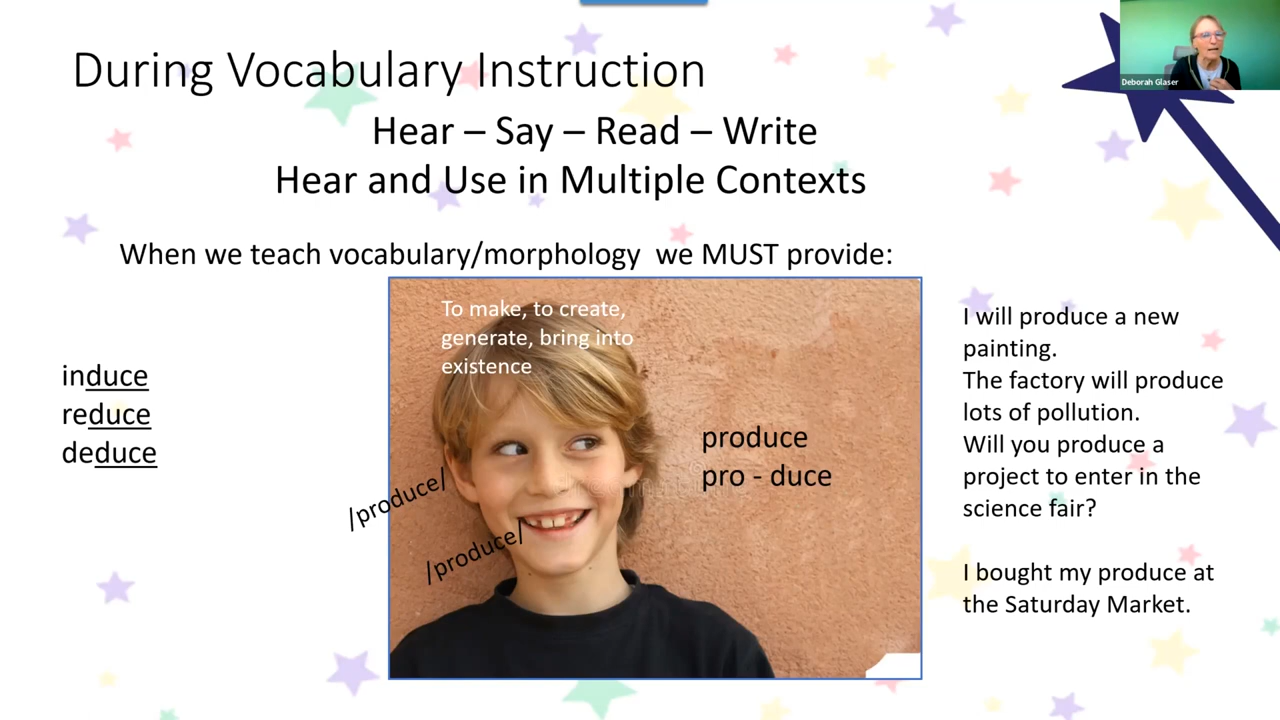 During Vocabulary Instruction
Deborah Glaser
Hear – Say – Read – Write
Hear and Use in Multiple Contexts
When we teach vocabulary/morphology we MUST provide:
To make, to create,
generate, bring into
existence
induce
reduce
deduce
/produce/
/produce/
produce
pro - duce
I will produce a new
painting.
The factory will produce
lots of pollution.
Will you produce a
project to enter in the
science fair?
I bought my produce at
the Saturday Market.